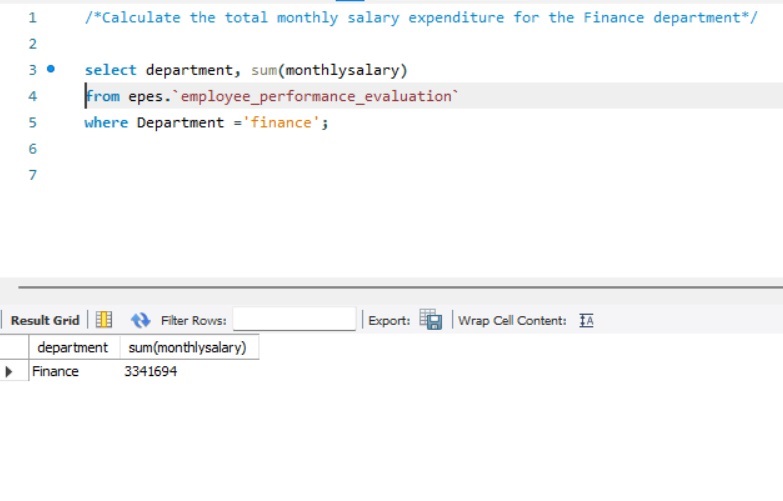 1 /*Calculate the total monthly salary expenditure for the Finance department*/
2
3 select department, sum(monthlysalary)
4 from epes.`employee_performance_evaluation`
5 where Department ='finance';
6
7
Result Grid Filter Rows: Export: Wrap Cell Content: IA
department sum(monthlysalary)
Finance 3341694